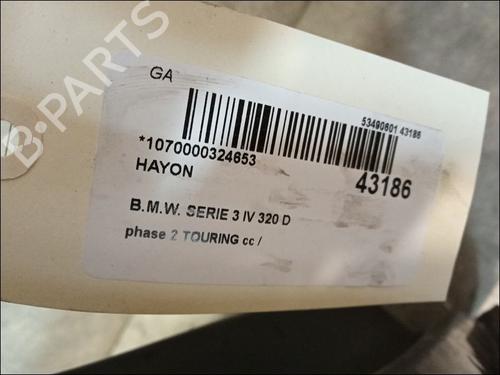 B-PARTS
GA
53490601 43186
*1070000324653
43186
HAYON
B.M.W. SERIE 3 IV 320 D
phase 2 TOURING cc /